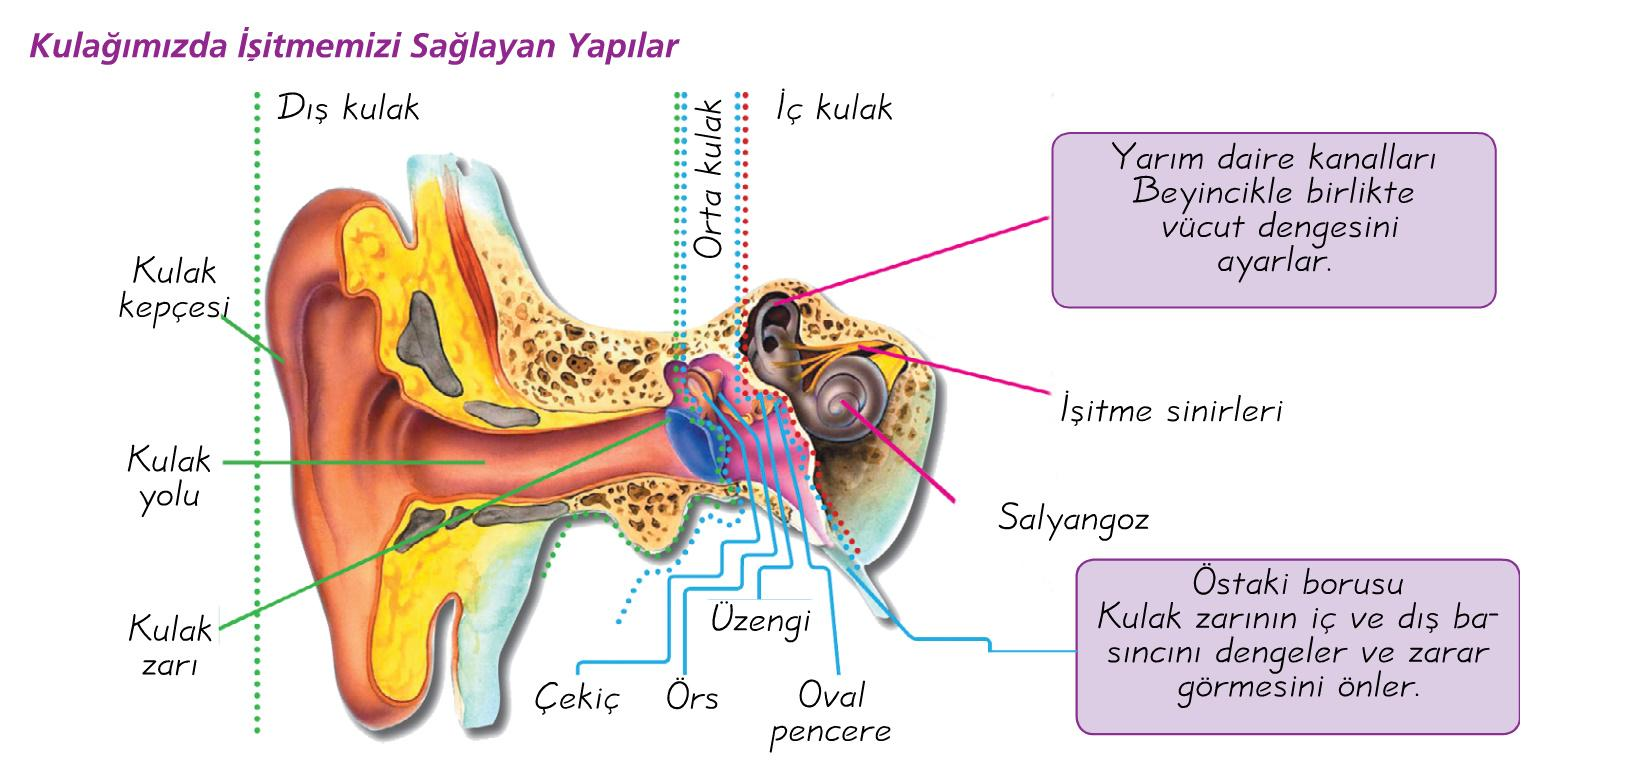 Kulağımızda İşitmemizi Sağlayan Yapılar
Dış kulak
Orta kulak
İç kulak
Yarım daire kanalları
Beyincikle birlikte
vücut dengesini
ayarlar.
Kulak
kepçesi
İşitme sinirleri
Kulak
yolu
Salyangoz
Kulak
zarı
Üzengi
Çekiç
Örs
Oval
pencere
Östaki borusu
Kulak zarının iç ve dış ba-
sıncını dengeler ve zarar
görmesini önler.